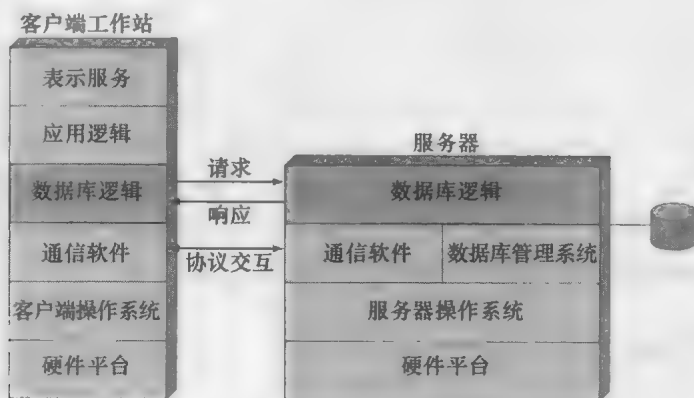 客户端工作站
表示服务
应用逻辑
服务器
请求
数据库逻辑
数据库逻辑
响应
通信软件
协议交互
通信软件
数据库管理系统
客户端操作系统
服务器操作系统
硬件平台
硬件平台